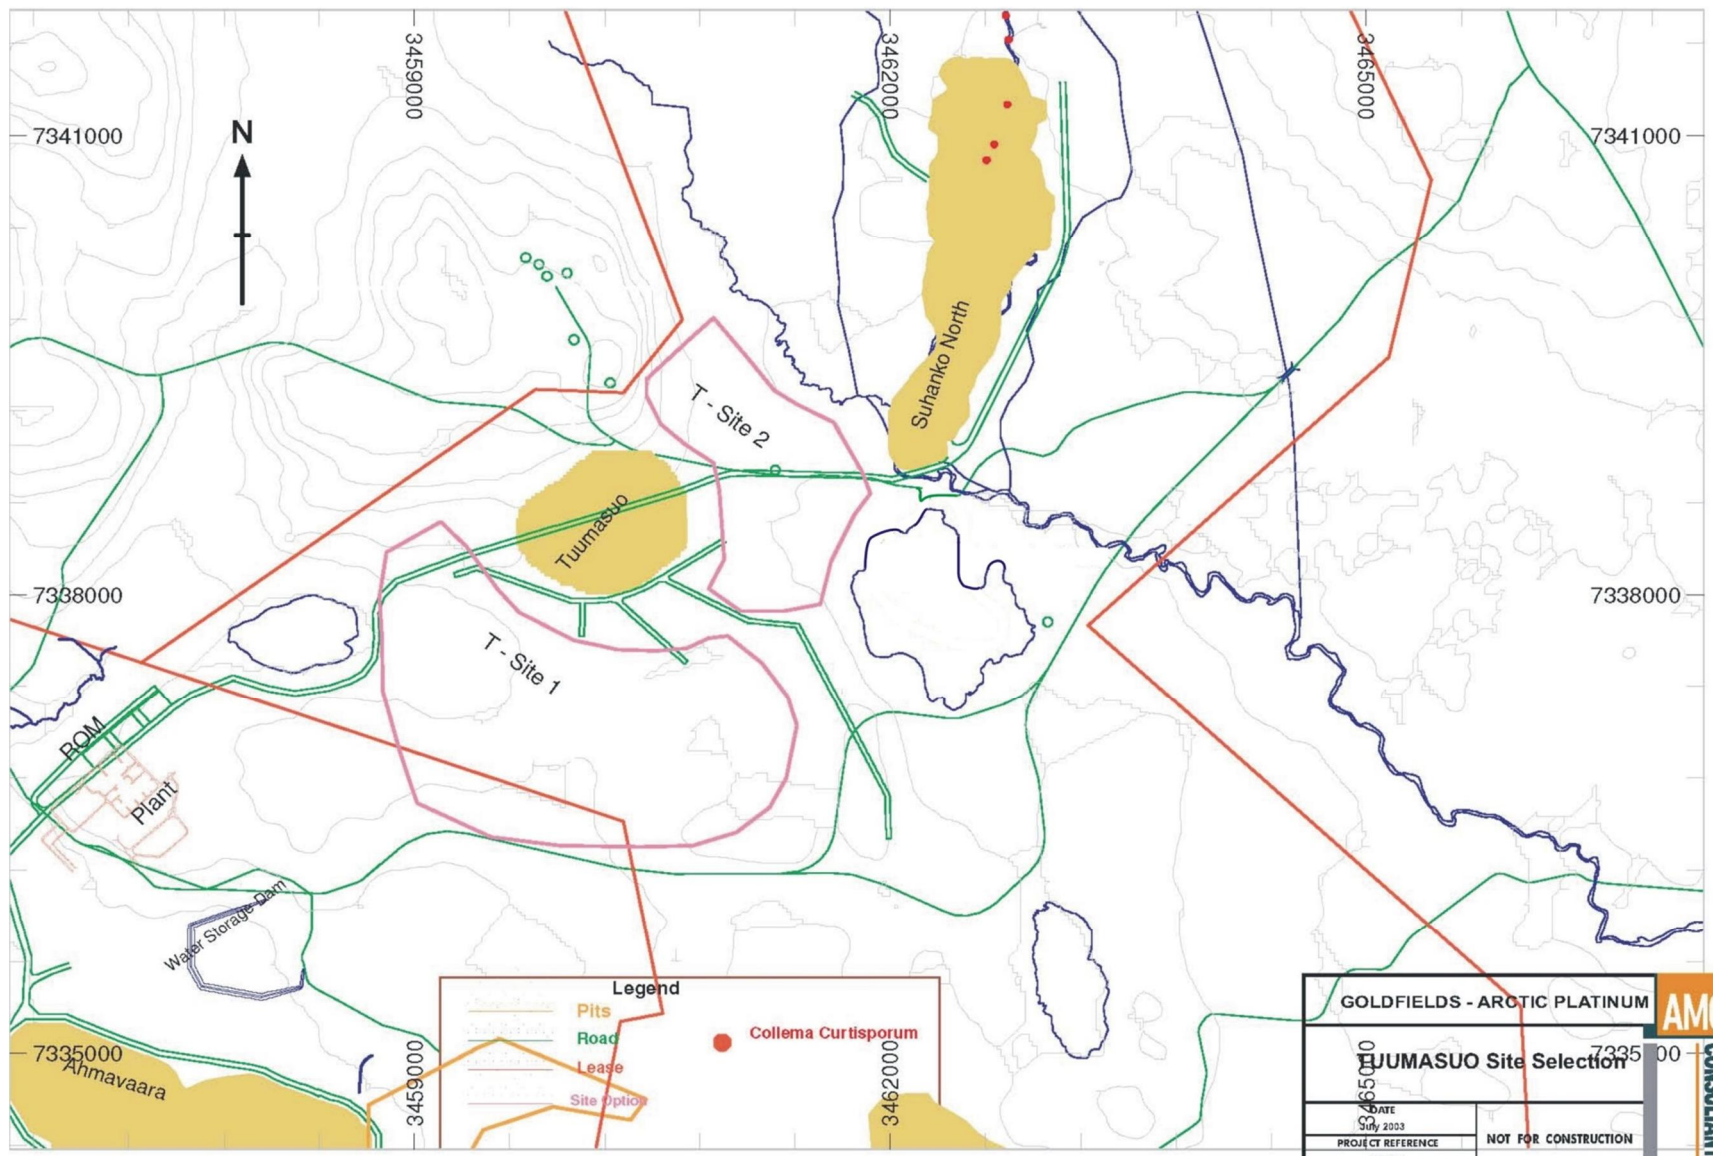 3459000
3462000
3465000
7341000
N
7341000
Suhanko North
T - Site 2
Tuumasuo
7338000
7338000
T - Site 1
ROM
Plant
Water Storage Dam
Legend
Pits
Road
Lease
Site Option
Collema Curtisporum
GOLDFIELDS - ARCTIC PLATINUM
TUUMASUO Site Selection
DATE
July 2003
PROJECT REFERENCE
NOT FOR CONSTRUCTION
7335000
Ahmavaara
3459000
3462000
3465000